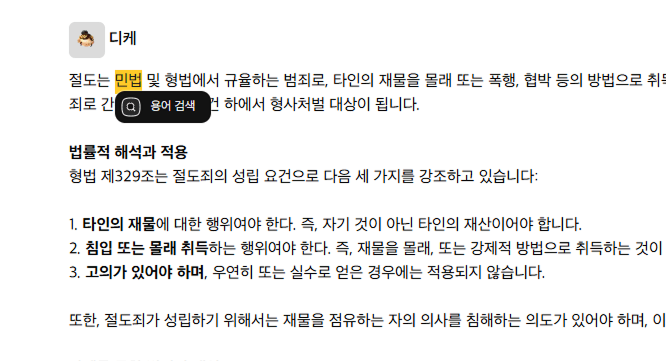 디케
절도는 민법 및 형법에서 규율하는 범죄로, 타인의 재물을 몰래 또는 폭행, 협박 등의 방법으로 취득
죄로 간
용어 검색
건 하에서 형사처벌 대상이 됩니다.
법률적 해석과 적용
형법 제329조는 절도죄의 성립 요건으로 다음 세 가지를 강조하고 있습니다:
1. 타인의 재물에 대한 행위여야 한다. 즉, 자기 것이 아닌 타인의 재산이어야 합니다.
2. 침입 또는 몰래 취득하는 행위여야 한다. 즉, 재물을 몰래, 또는 강제적 방법으로 취득하는 것이
3. 고의가 있어야 하며, 우연히 또는 실수로 얻은 경우에는 적용되지 않습니다.
또한, 절도죄가 성립하기 위해서는 재물을 점유하는 자의 의사를 침해하는 의도가 있어야 하며, 이